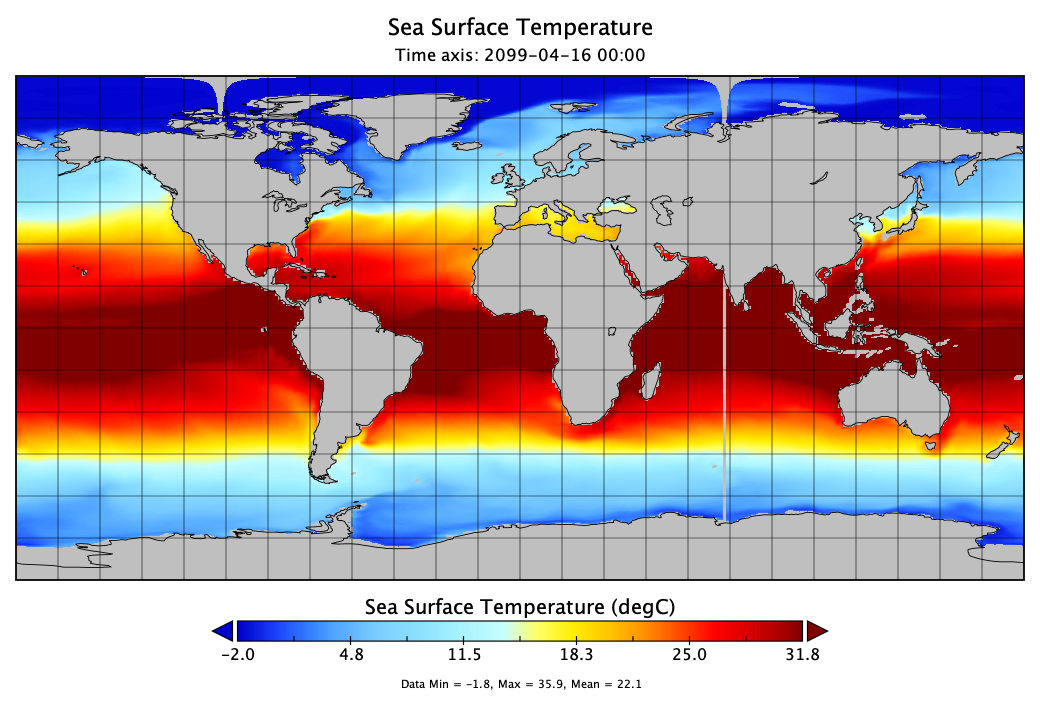 Sea Surface Temperature
Time axis: 2099-04-16 00:00
Sea Surface Temperature (degC)
-2.0 4.8 11.5 18.3 25.0 31.8
Data Min = -1.8, Max = 35.9, Mean = 22.1